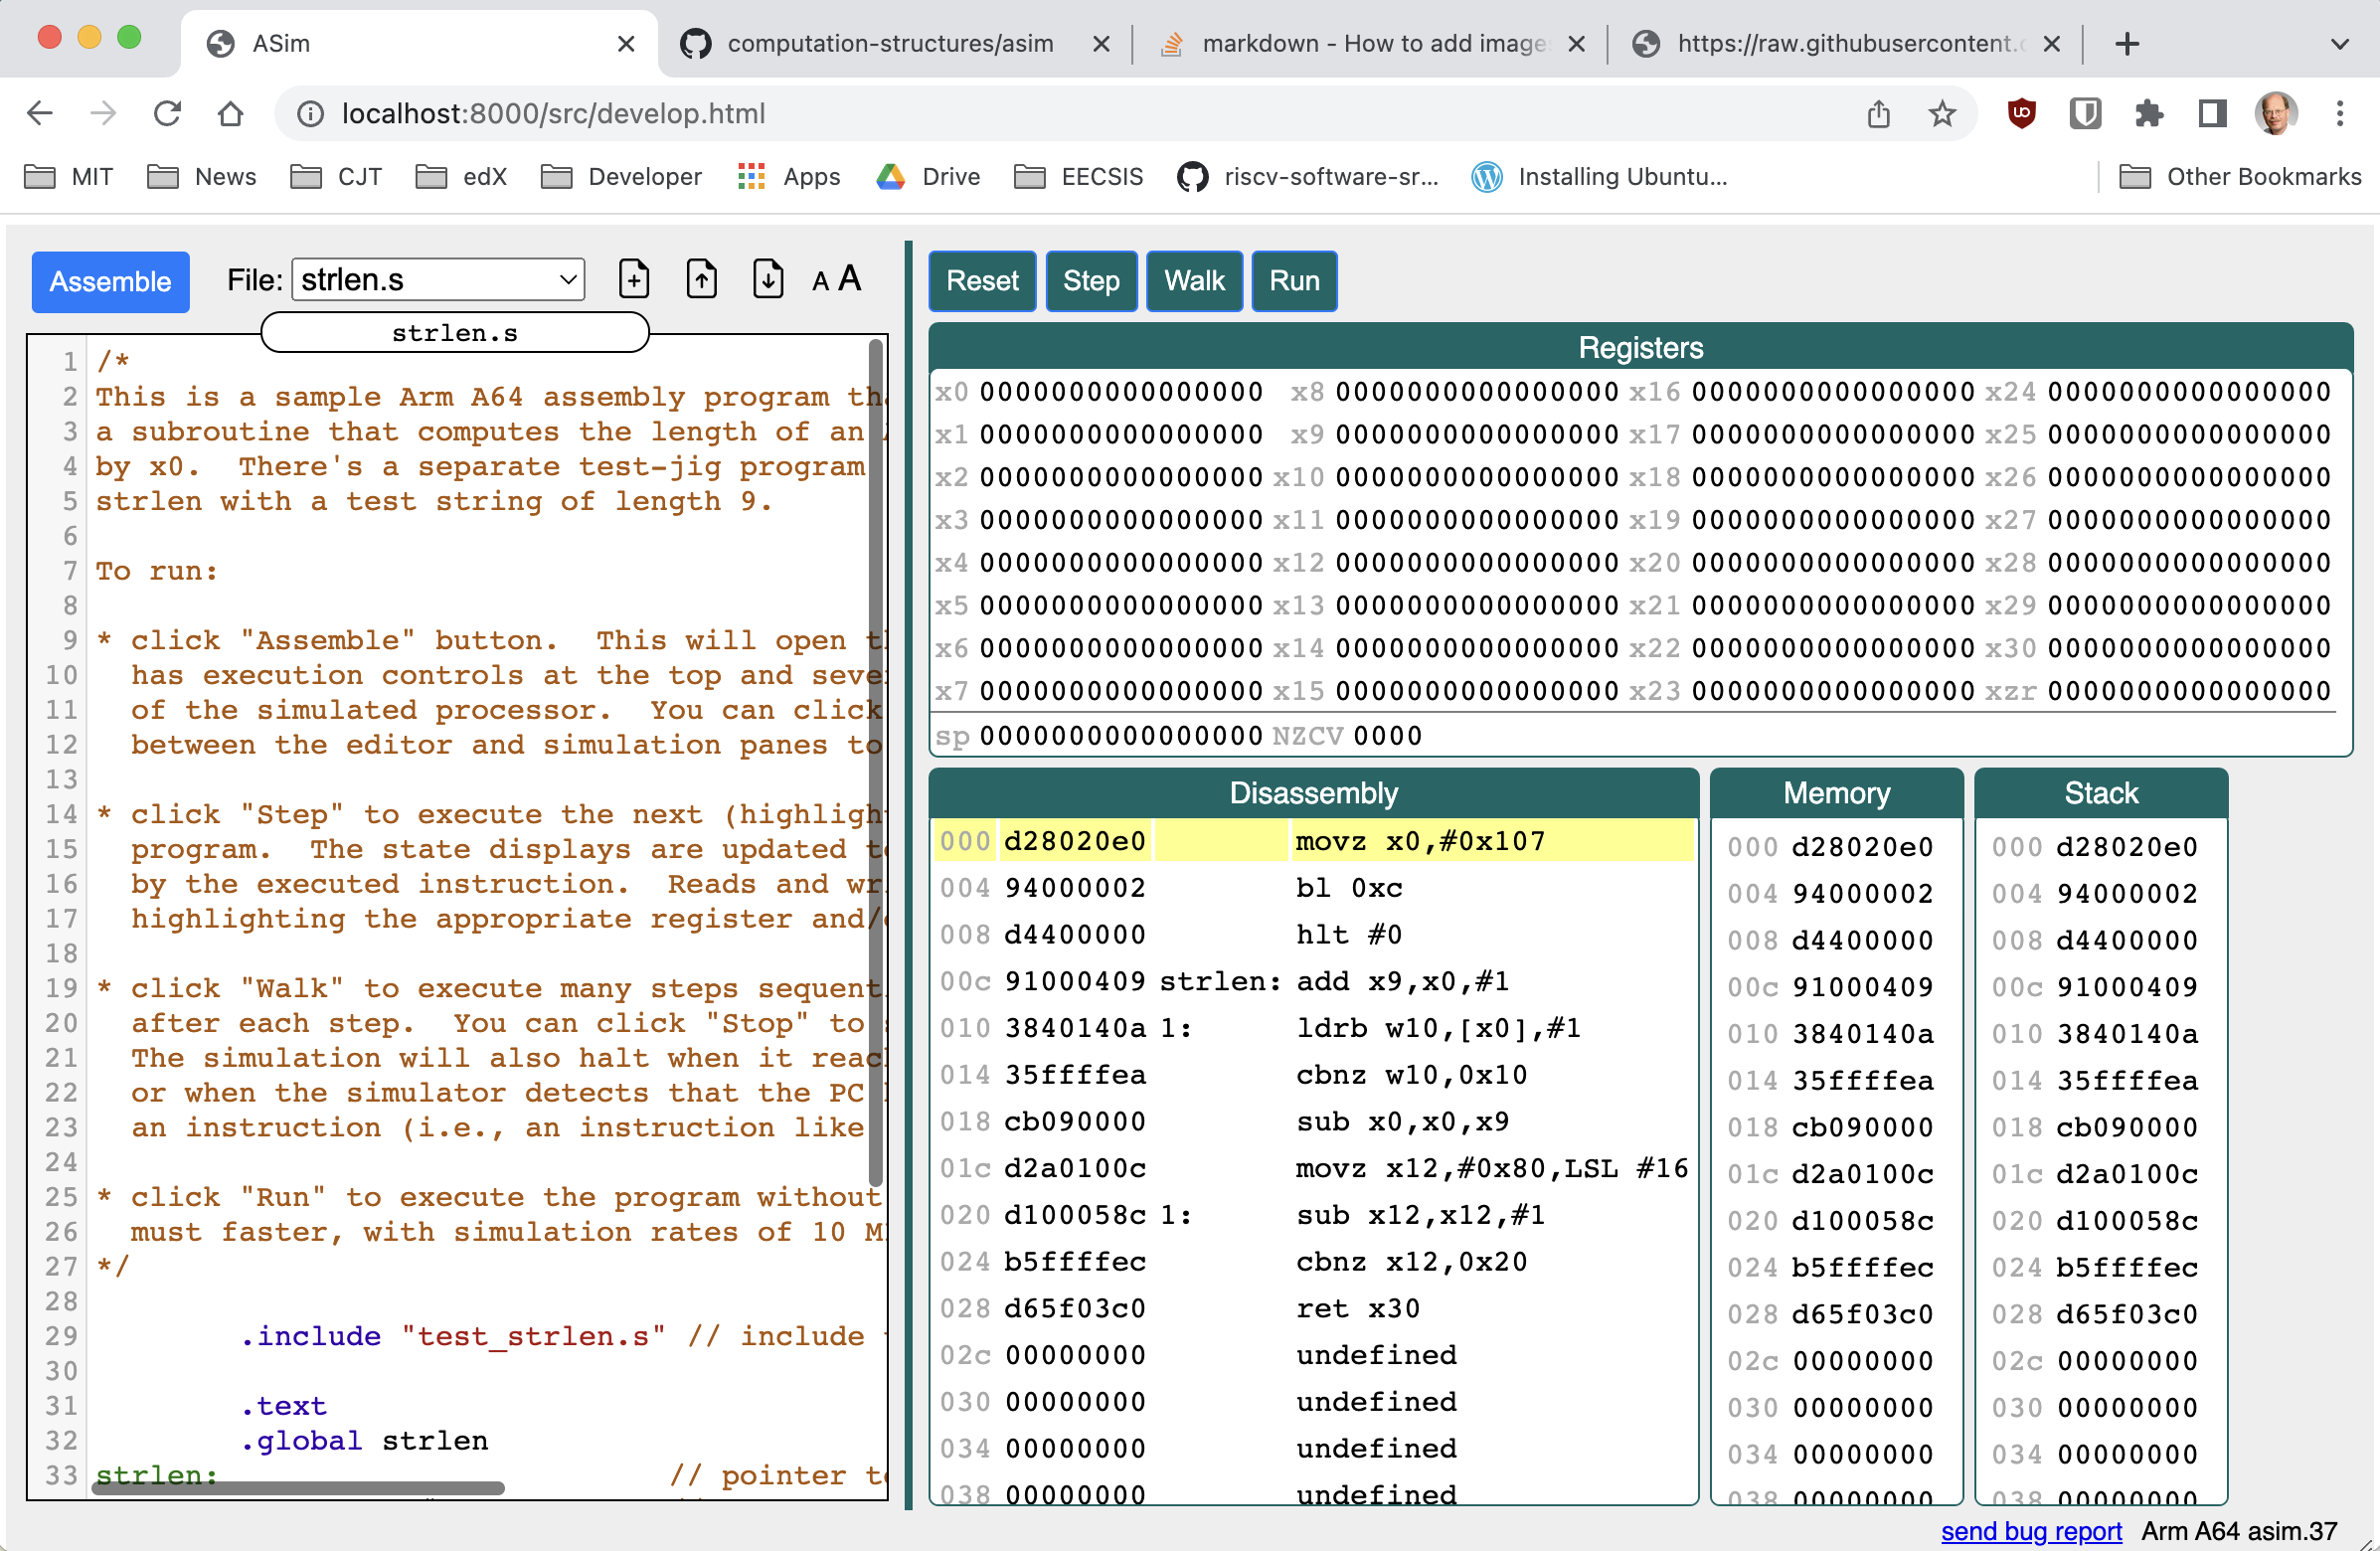 ASim
computation-structures/asim
markdown - How to add image
https://raw.githubusercontent.
localhost:8000/src/develop.html
MIT
News
CJT
edX
Developer
Apps
Drive
EECSIS
riscv-software-sr...
Installing Ubuntu...
Other Bookmarks
Assemble
File: strlen.s
A A
strlen.s
1 /*
2 This is a sample Arm A64 assembly program th
3 a subroutine that computes the length of an
4 by x0.  There's a separate test-jig program
5 strlen with a test string of length 9.
6
7 To run:
8
9 * click "Assemble" button.  This will open t
10   has execution controls at the top and seve
11   of the simulated processor.  You can click
12   between the editor and simulation panes to
13
14 * click "Step" to execute the next (highligh
15   program.  The state displays are updated t
16   by the executed instruction.  Reads and wr
17   highlighting the appropriate register and/
18
19 * click "Walk" to execute many steps sequent
20   after each step.  You can click "Stop" to
21   The simulation will also halt when it reac
22   or when the simulator detects that the PC
23   an instruction (i.e., an instruction like
24
25 * click "Run" to execute the program without
26   must faster, with simulation rates of 10 M
27 */
28
29         .include "test_strlen.s" // include
30
31         .text
32         .global strlen
33 strlen:                          // pointer t
Reset
Step
Walk
Run
Registers
x0 0000000000000000 x8 0000000000000000 x16 0000000000000000 x24 0000000000000000
x1 0000000000000000 x9 0000000000000000 x17 0000000000000000 x25 0000000000000000
x2 0000000000000000 x10 0000000000000000 x18 0000000000000000 x26 0000000000000000
x3 0000000000000000 x11 0000000000000000 x19 0000000000000000 x27 0000000000000000
x4 0000000000000000 x12 0000000000000000 x20 0000000000000000 x28 0000000000000000
x5 0000000000000000 x13 0000000000000000 x21 0000000000000000 x29 0000000000000000
x6 0000000000000000 x14 0000000000000000 x22 0000000000000000 x30 0000000000000000
x7 0000000000000000 x15 0000000000000000 x23 0000000000000000 xzr 0000000000000000
sp 0000000000000000 NZCV 0000
Disassembly
000 d28020e0 movz x0,#0x107
004 94000002 bl 0xc
008 d4400000 hlt #0
00c 91000409 strlen: add x9,x0,#1
010 3840140a 1: ldrb w10,[x0],#1
014 35ffffea cbnz w10,0x10
018 cb090000 sub x0,x0,x9
01c d2a0100c movz x12,#0x80,LSL #16
020 d100058c 1: sub x12,x12,#1
024 b5ffffec cbnz x12,0x20
028 d65f03c0 ret x30
02c 00000000 undefined
030 00000000 undefined
034 00000000 undefined
038 00000000 undefined
Memory
000 d28020e0
004 94000002
008 d4400000
00c 91000409
010 3840140a
014 35ffffea
018 cb090000
01c d2a0100c
020 d100058c
024 b5ffffec
028 d65f03c0
02c 00000000
030 00000000
034 00000000
038 00000000
Stack
000 d28020e0
004 94000002
008 d4400000
00c 91000409
010 3840140a
014 35ffffea
018 cb090000
01c d2a0100c
020 d100058c
024 b5ffffec
028 d65f03c0
02c 00000000
030 00000000
034 00000000
038 00000000
send bug report
Arm A64 asim.37